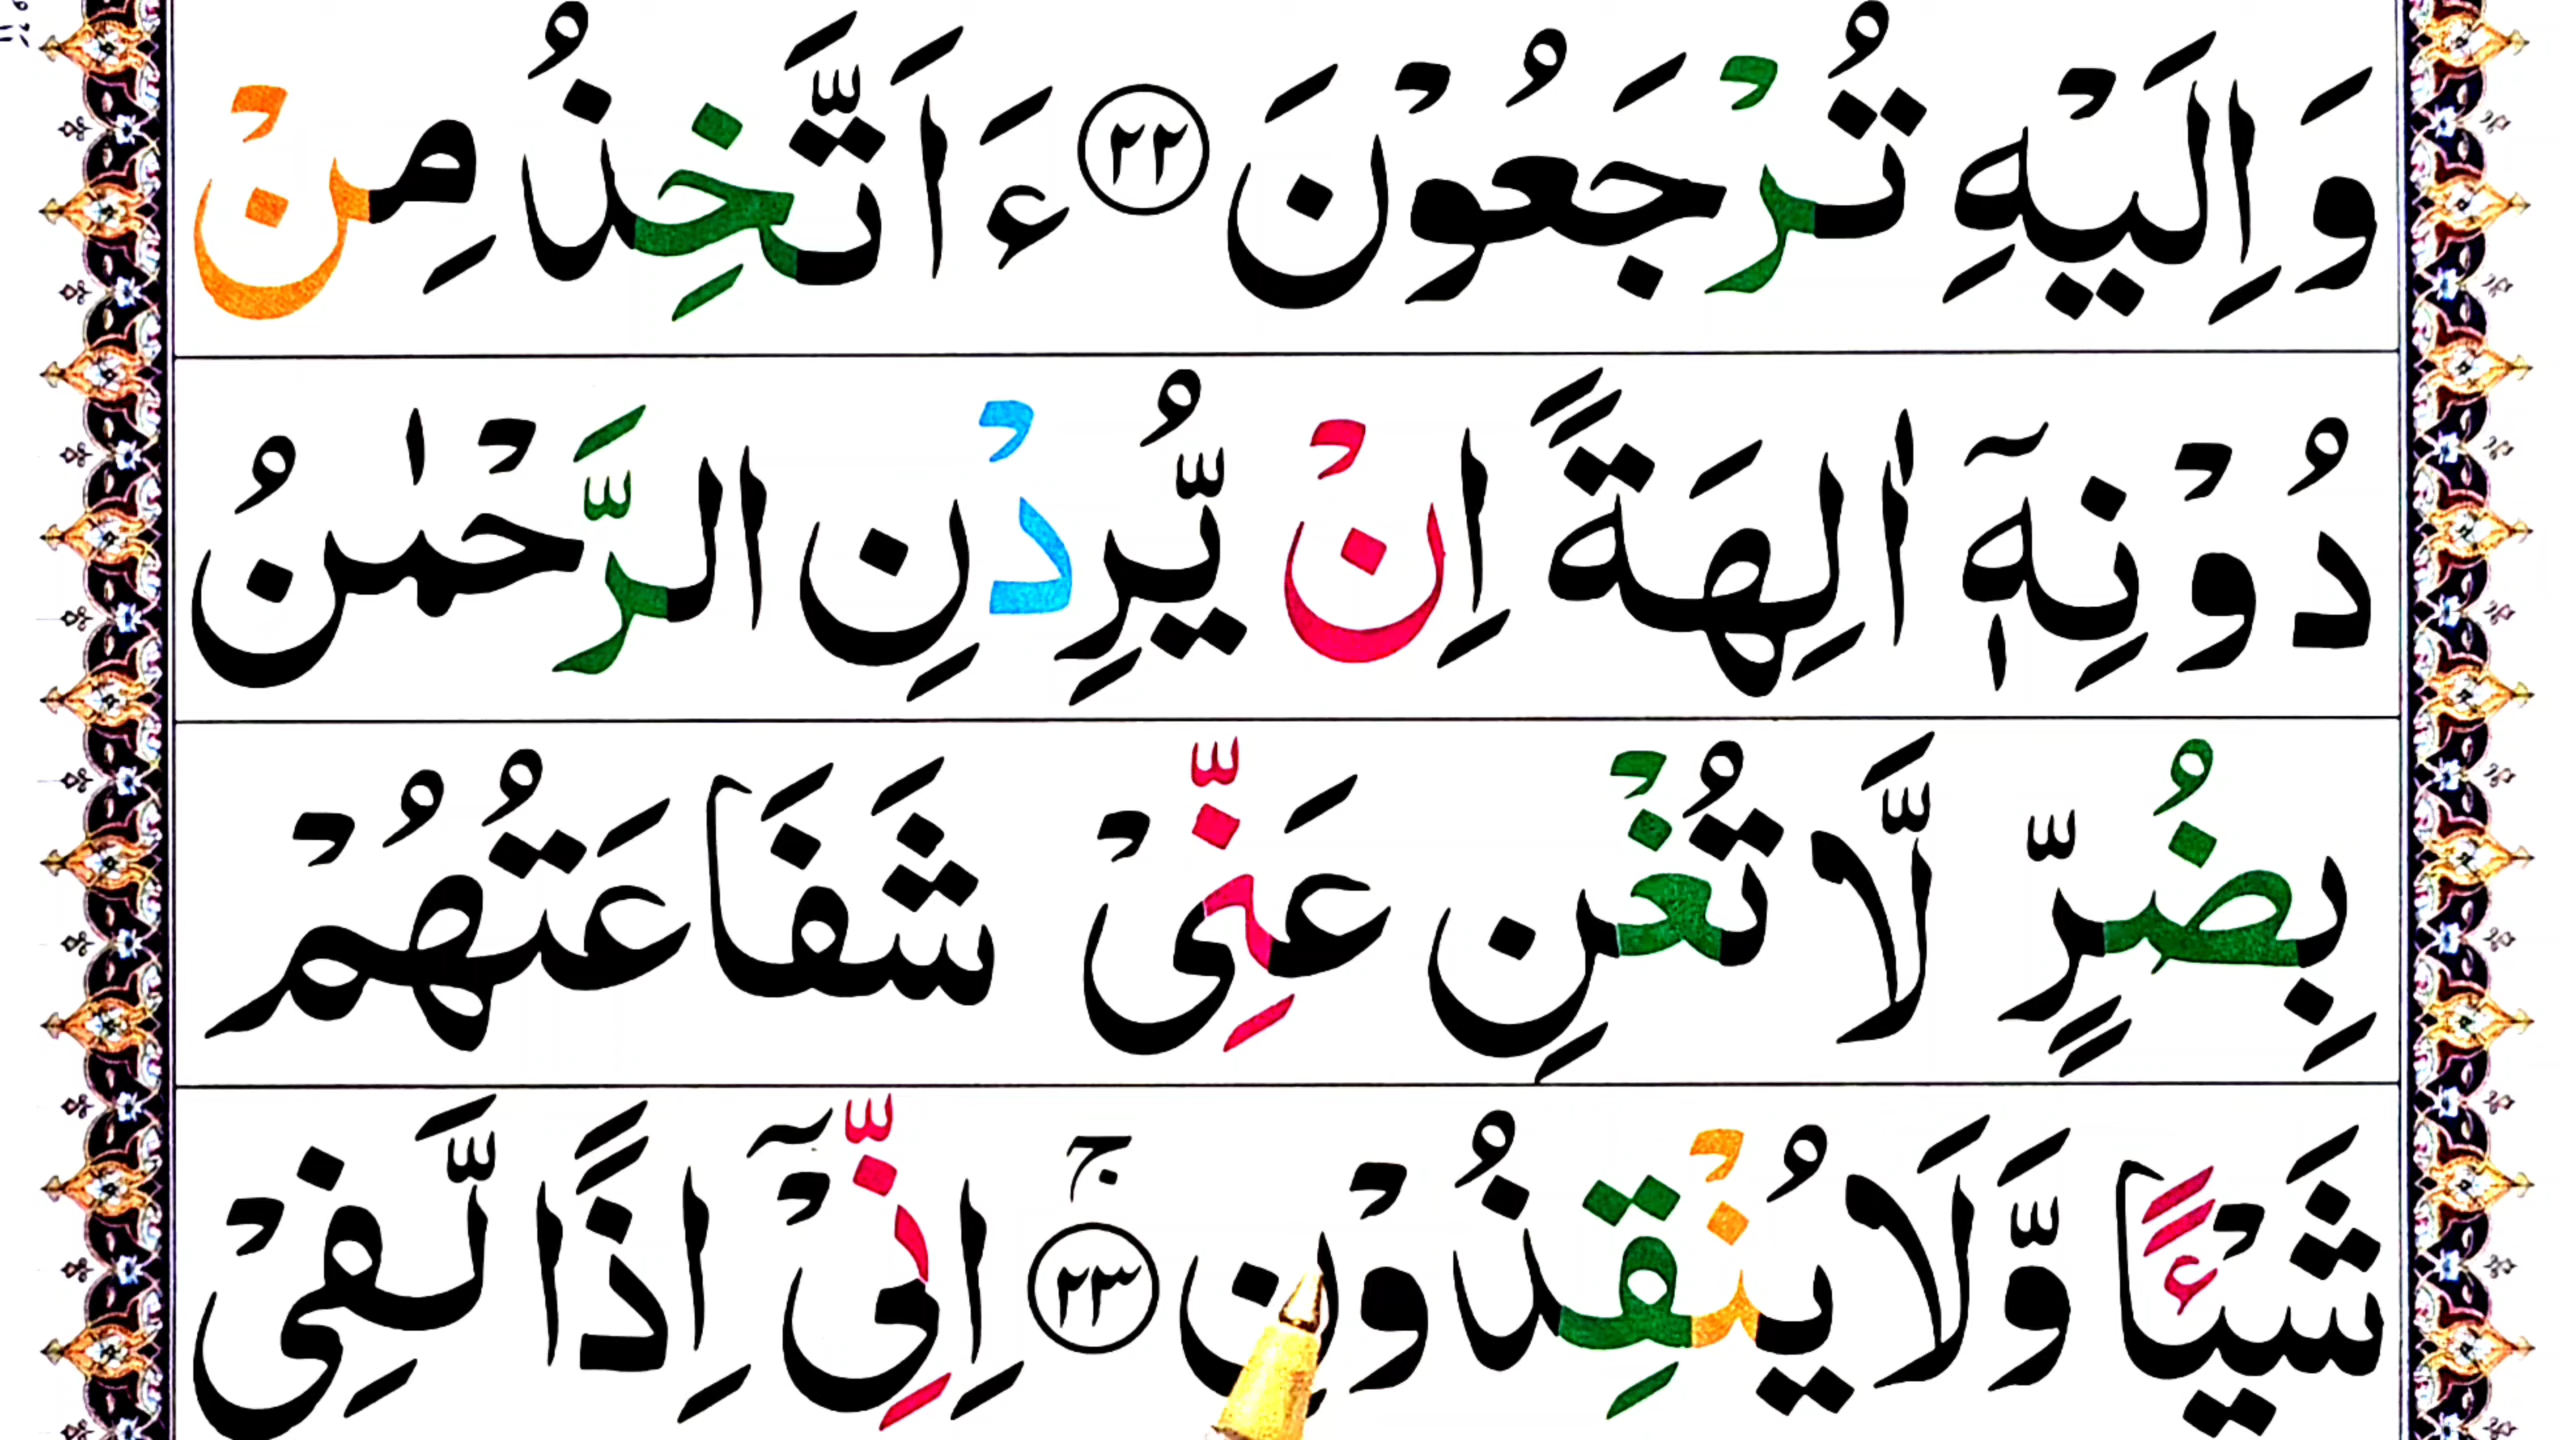 وَاِلَيْهِ تُرْجَعُوْنَ ٢٢ ءَاَتَّخِذُ مِنْ
دُوْنِهٖٓ اٰلِهَةً اِنْ يُّرِدْنِ الرَّحْمٰنُ
بِضُرٍّ لَّا تُغْنِ عَنِّيْ شَفَاعَتُهُمْ
شَيْـًٔا وَّلَا يُنْقِذُوْنِ ٢٣ ج اِنِّيْٓ اِذًا لَّفِيْ